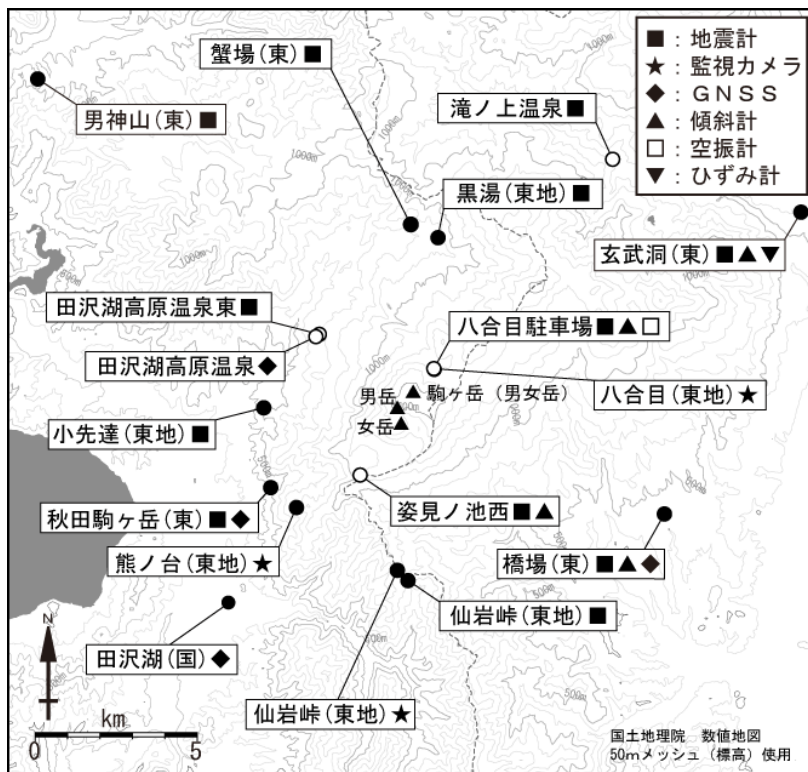 蟹場(東)■
男神山(東)■
滝ノ上温泉■
■：地震計
★：監視カメラ
◆：ＧＮＳＳ
▲：傾斜計
□：空振計
▼：ひずみ計
1000m
1000m
1000m
黒湯(東地)■
玄武洞(東)■▲▼
田沢湖高原温泉東■
田沢湖高原温泉◆
八合目駐車場■▲□
八合目(東地)★
1000m
男岳
駒ヶ岳（男女岳）
女岳
小先達(東地)■
500m
秋田駒ヶ岳(東)■◆
姿見ノ池西■▲
熊ノ台(東地)★
橋場(東)■▲◆
500m
仙岩峠(東地)■
田沢湖(国)◆
仙岩峠(東地)★
500m
N
km
0
5
国土地理院　数値地図
50mメッシュ（標高）使用